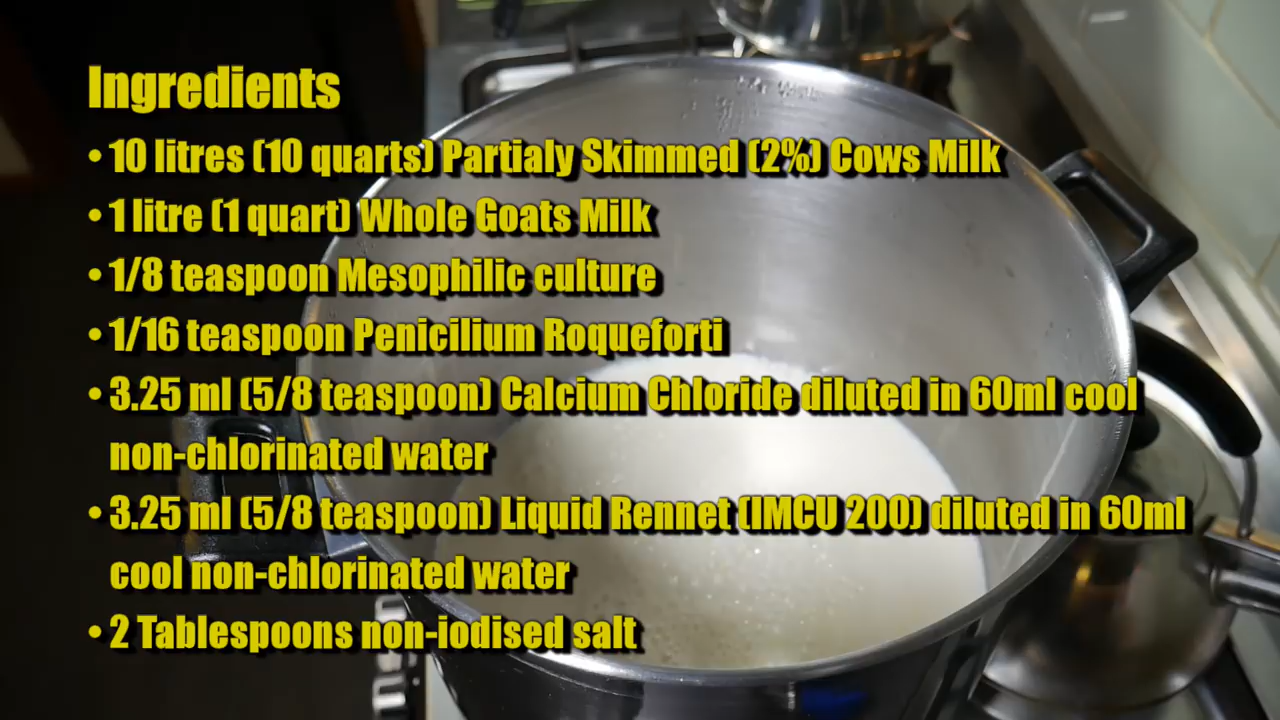 Ingredients
• 10 litres (10 quarts) Partialy Skimmed (2%) Cows Milk
• 1 litre (1 quart) Whole Goats Milk
• 1/8 teaspoon Mesophilic culture
• 1/16 teaspoon Penicilium Roqueforti
• 3.25 ml (5/8 teaspoon) Calcium Chloride diluted in 60ml cool
non-chlorinated water
• 3.25 ml (5/8 teaspoon) Liquid Rennet (IMCU 200) diluted in 60ml
cool non-chlorinated water
• 2 Tablespoons non-iodised salt